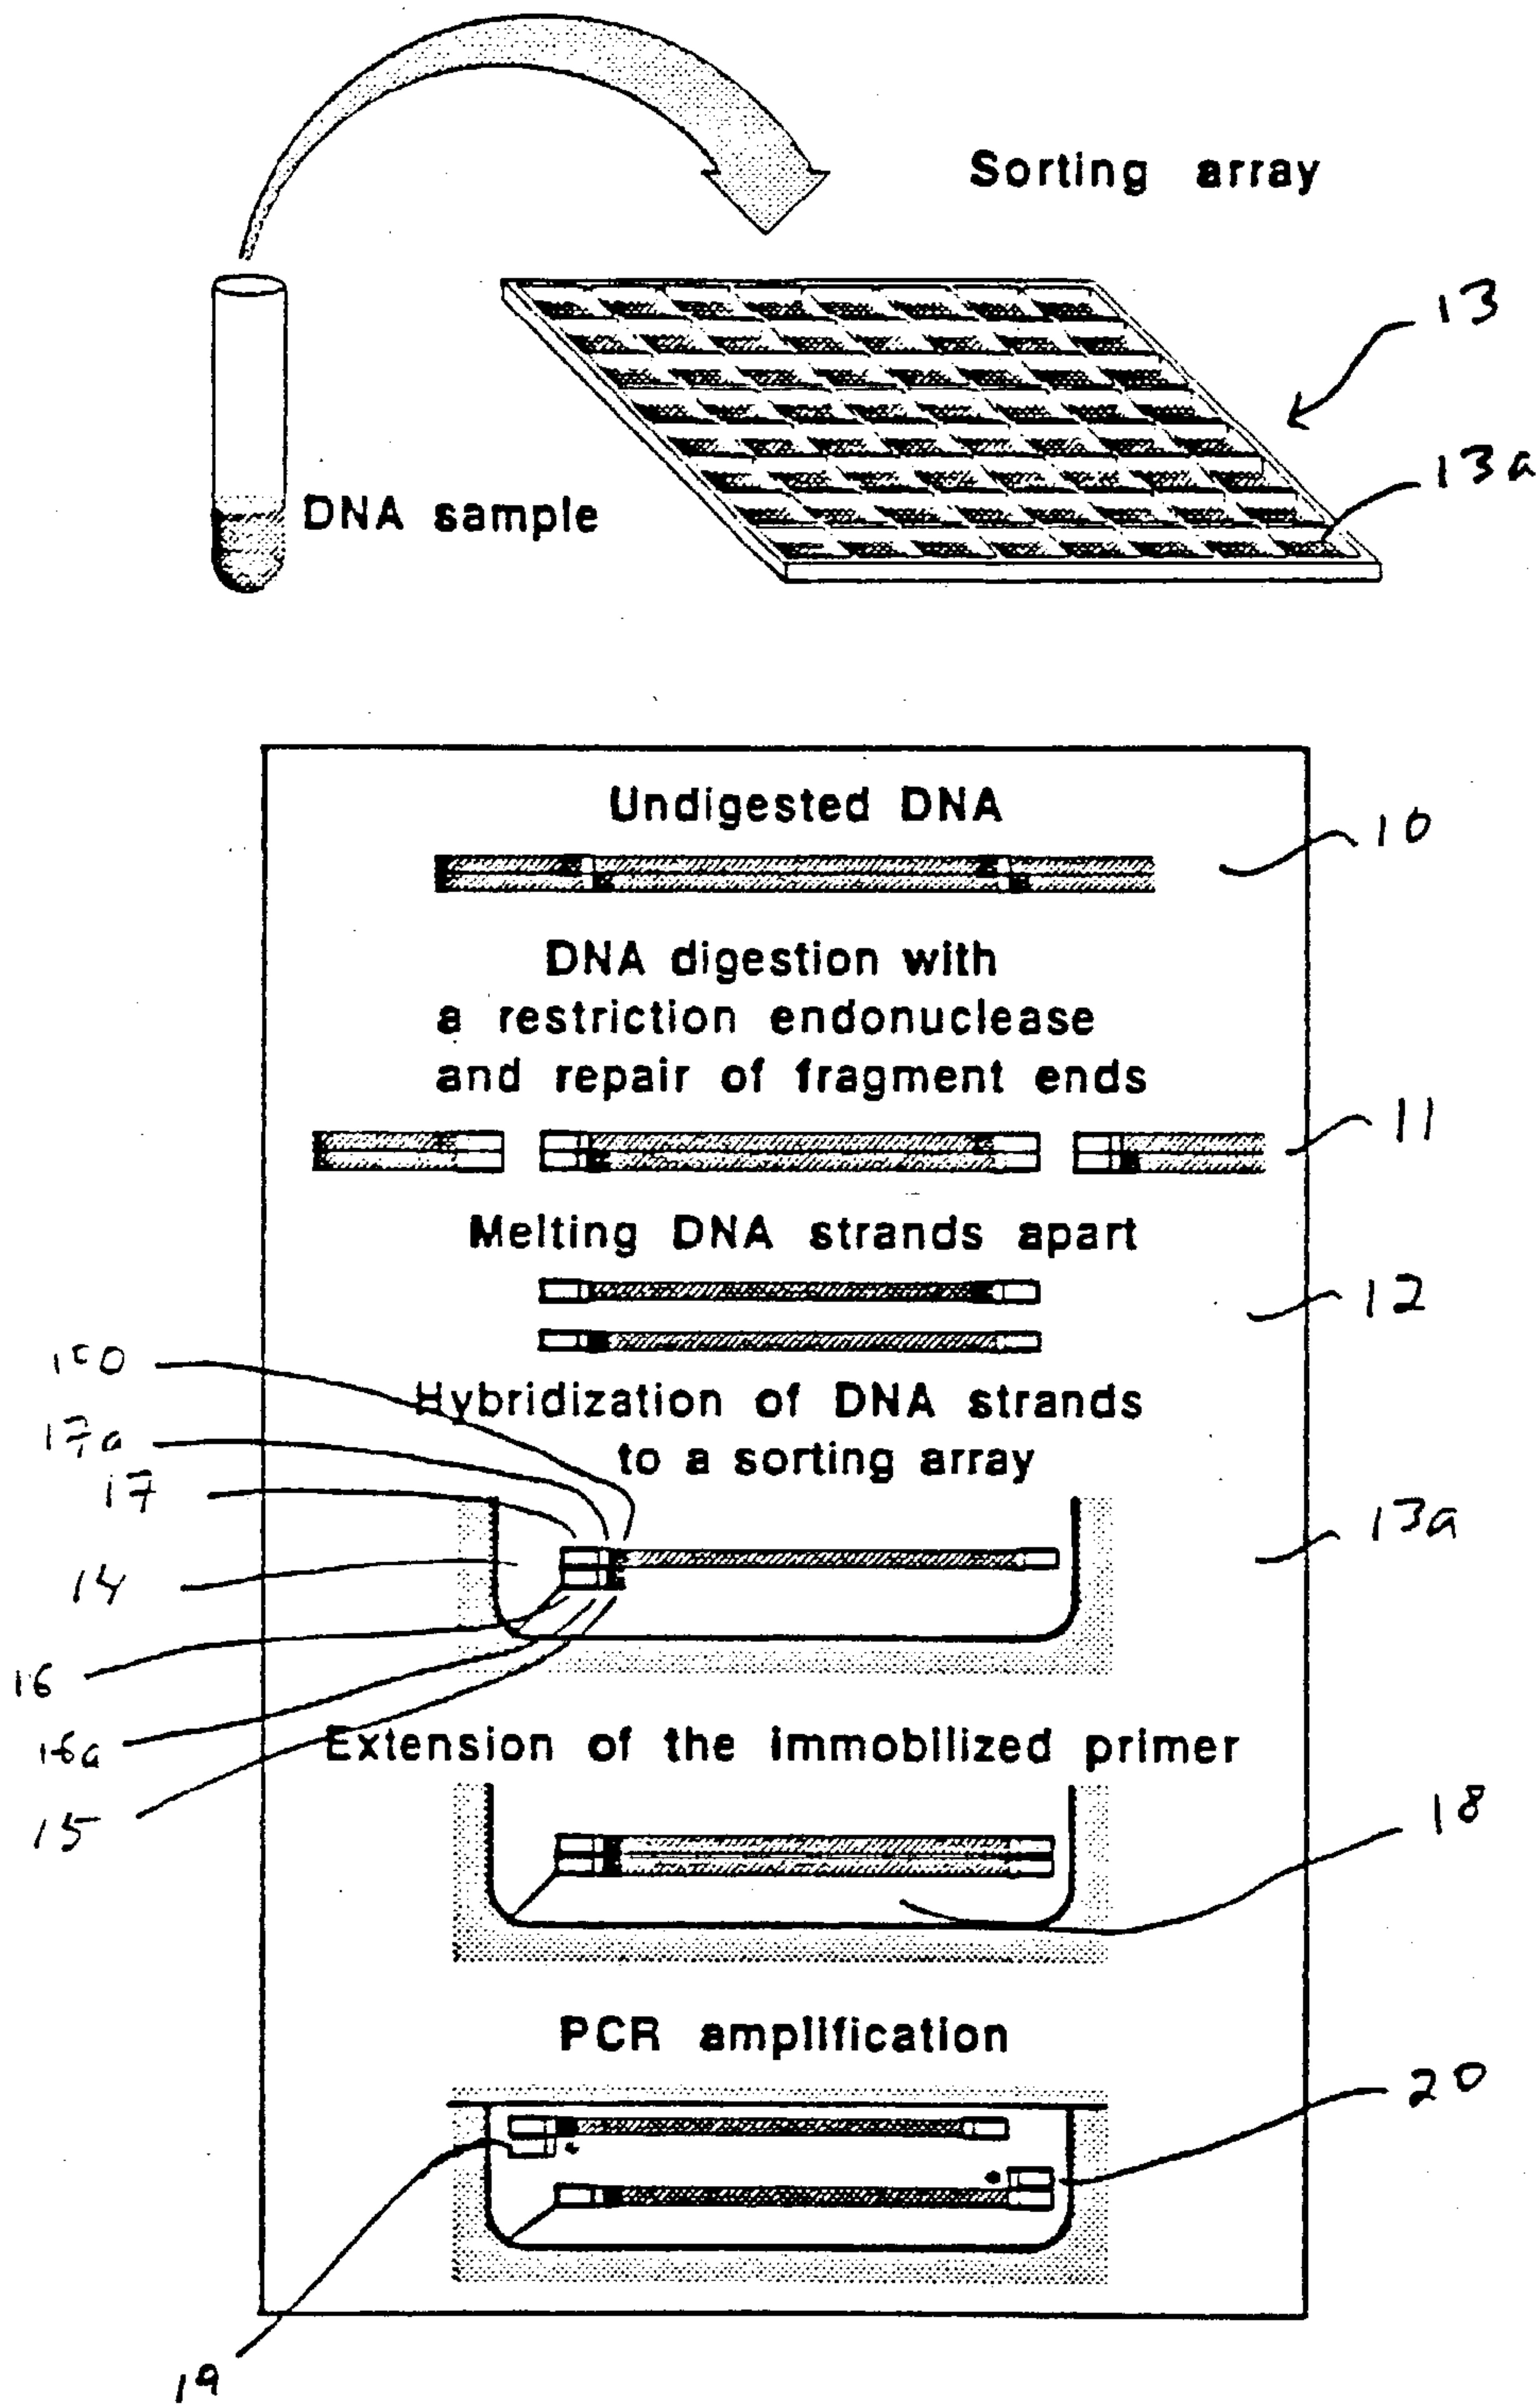 Sorting array
13
13a
DNA sample
Undigested DNA
10
DNA digestion with
a restriction endonuclease
and repair of fragment ends
11
Melting DNA strands apart
12
Hybridization of DNA strands
to a sorting array
17a
17
13a
14
16
16a
15
Extension of the immobilized primer
18
PCR amplification
20
19